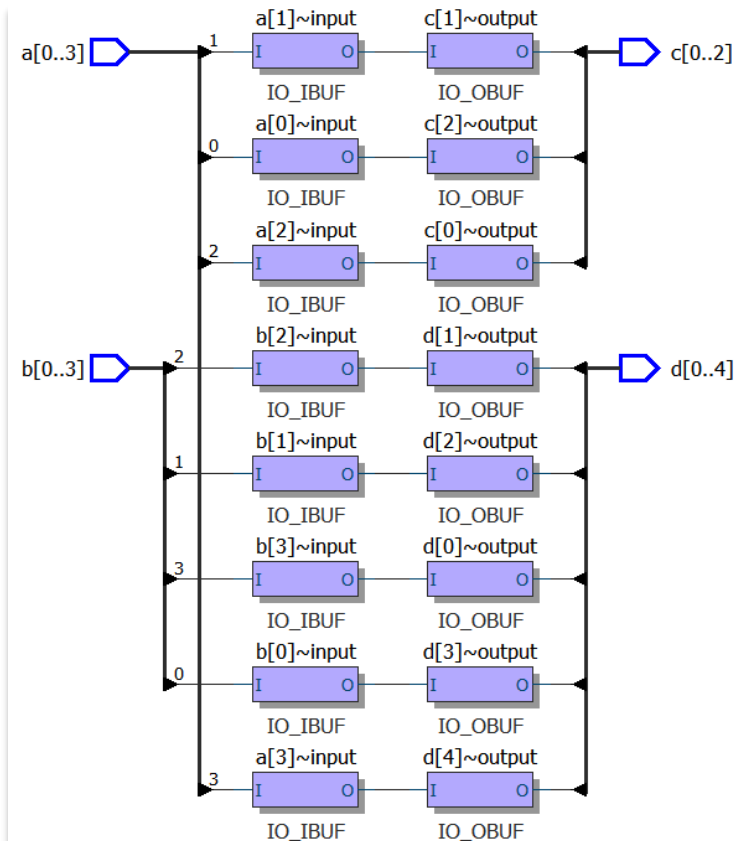 a[1]~input c[1]~output
a[0..3] 1 I O I O c[0..2]
IO_IBUF IO_OBUF
a[0]~input c[2]~output
0 I O I O
IO_IBUF IO_OBUF
a[2]~input c[0]~output
2 I O I O
IO_IBUF IO_OBUF
b[2]~input d[1]~output
b[0..3] 2 I O I O d[0..4]
IO_IBUF IO_OBUF
b[1]~input d[2]~output
1 I O I O
IO_IBUF IO_OBUF
b[3]~input d[0]~output
3 I O I O
IO_IBUF IO_OBUF
b[0]~input d[3]~output
0 I O I O
IO_IBUF IO_OBUF
a[3]~input d[4]~output
3 I O I O
IO_IBUF IO_OBUF